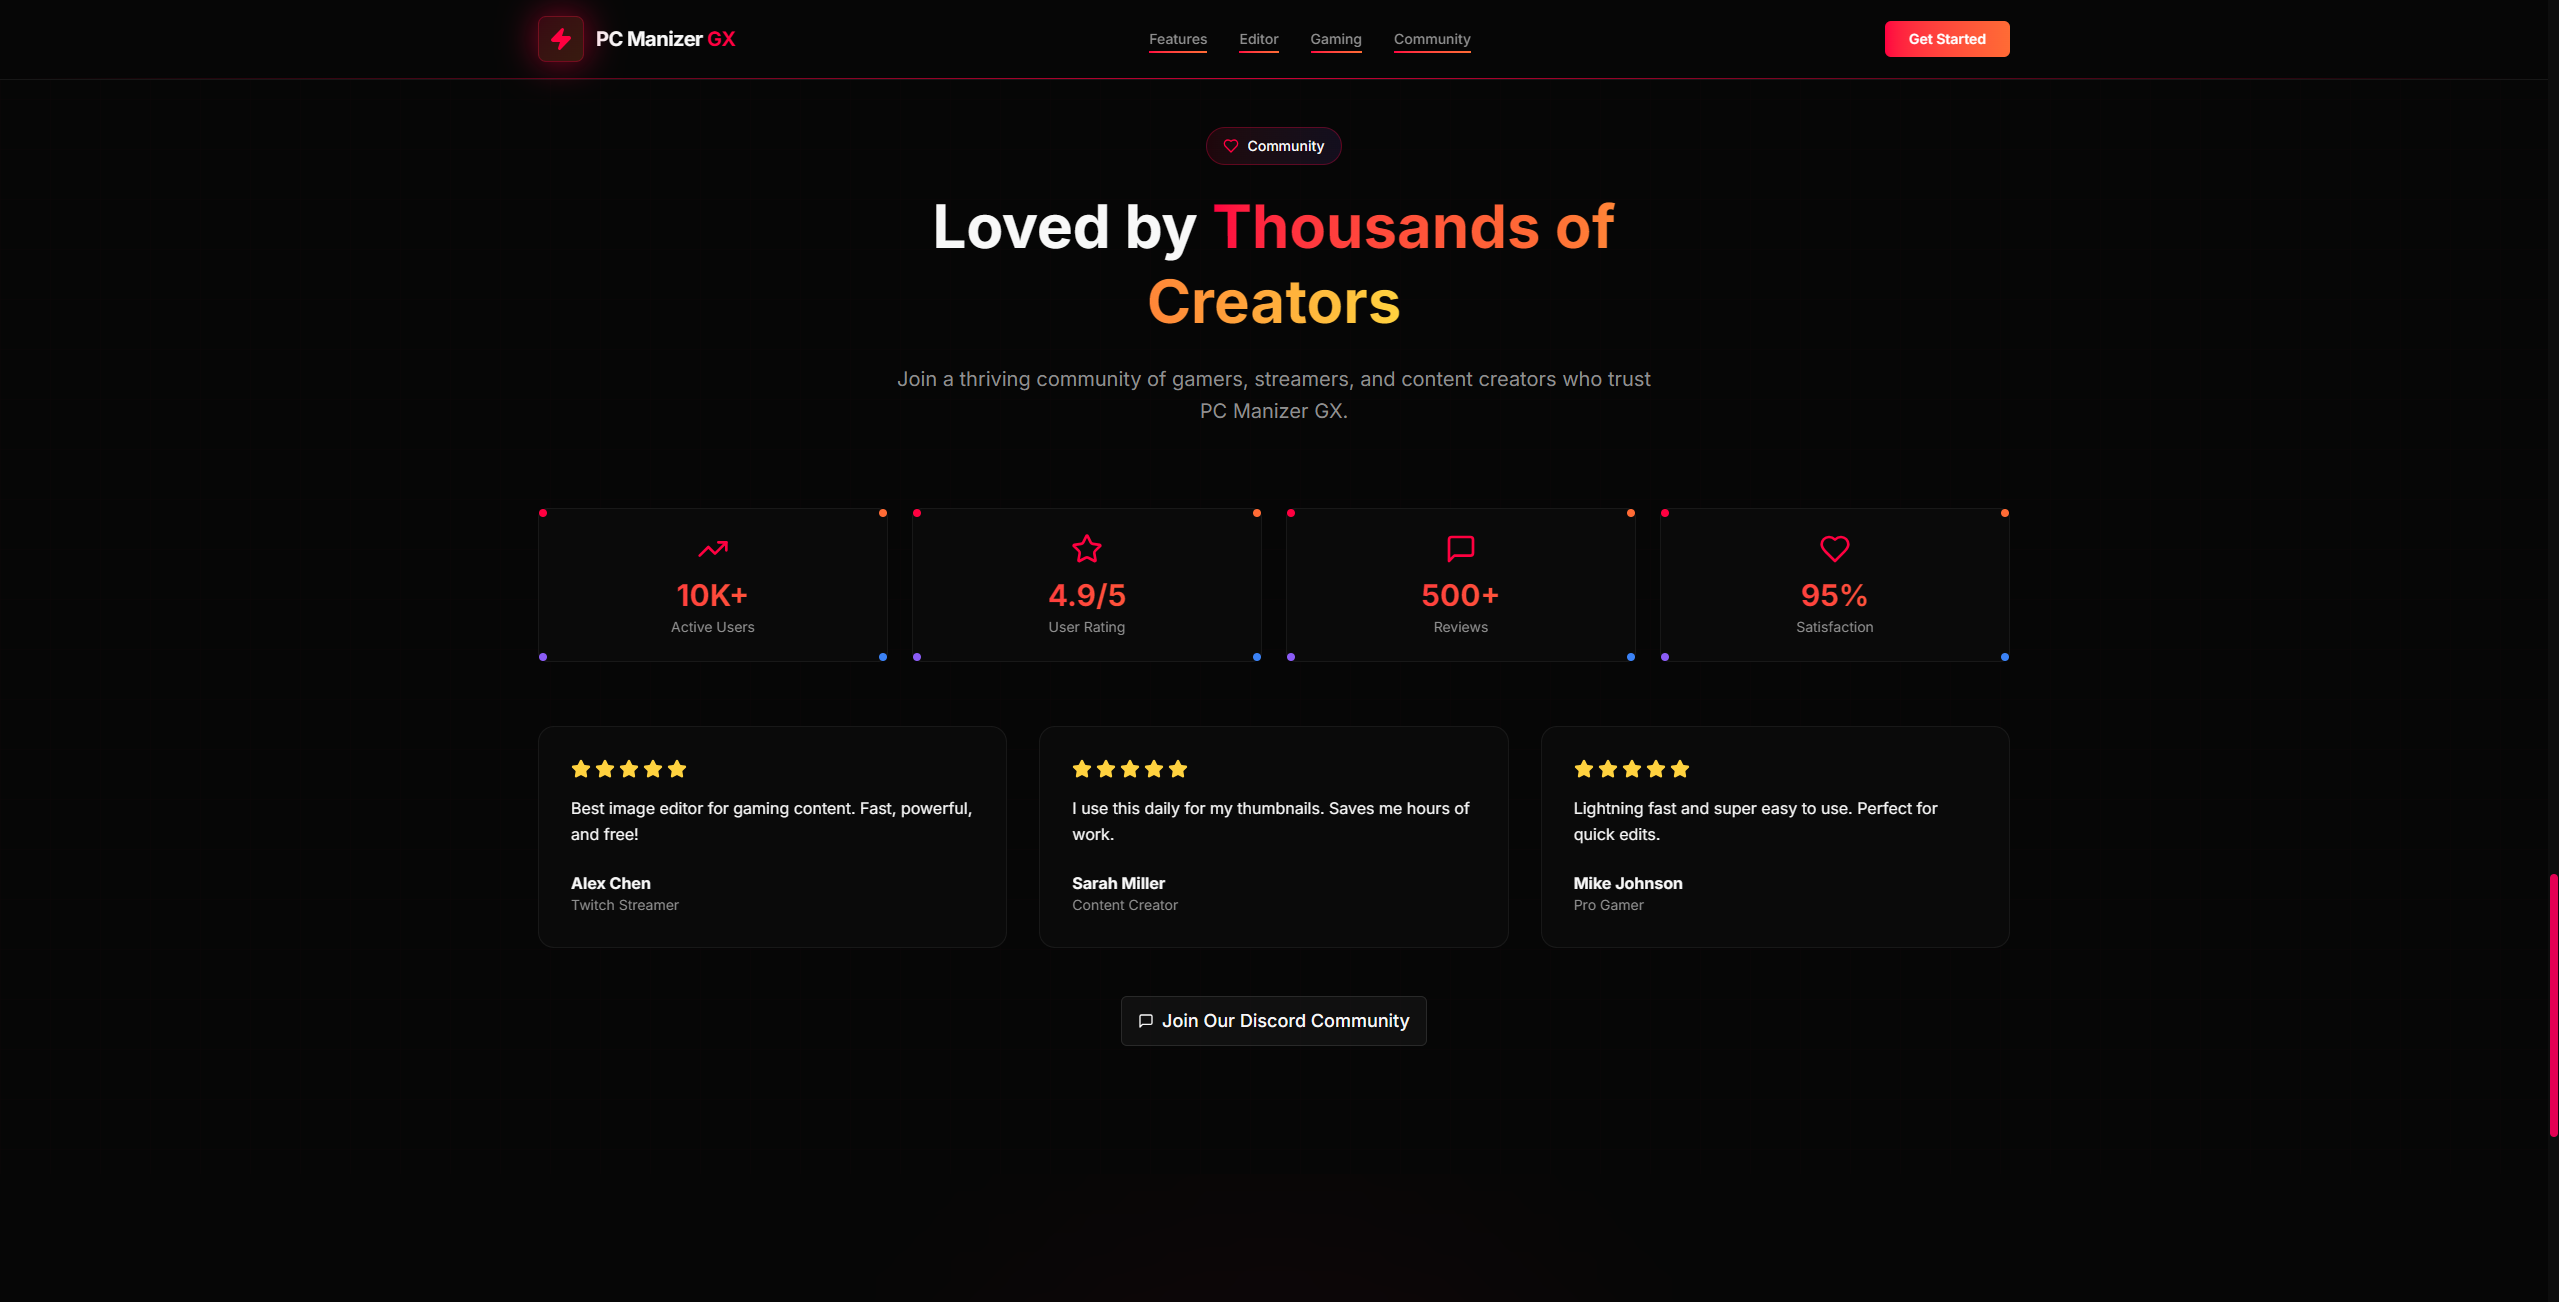 PC Manizer GX
Features
Editor
Gaming
Community
Get Started
Community
Loved by Thousands of
Creators
Join a thriving community of gamers, streamers, and content creators who trust
PC Manizer GX.
10K+
Active Users
4.9/5
User Rating
500+
Reviews
95%
Satisfaction
Best image editor for gaming content. Fast, powerful,
and free!
Alex Chen
Twitch Streamer
I use this daily for my thumbnails. Saves me hours of
work.
Sarah Miller
Content Creator
Lightning fast and super easy to use. Perfect for
quick edits.
Mike Johnson
Pro Gamer
Join Our Discord Community